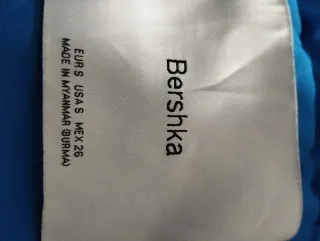 Bershka
EUR S USA S MEX 26
MADE IN MYANMAR (BURMA)